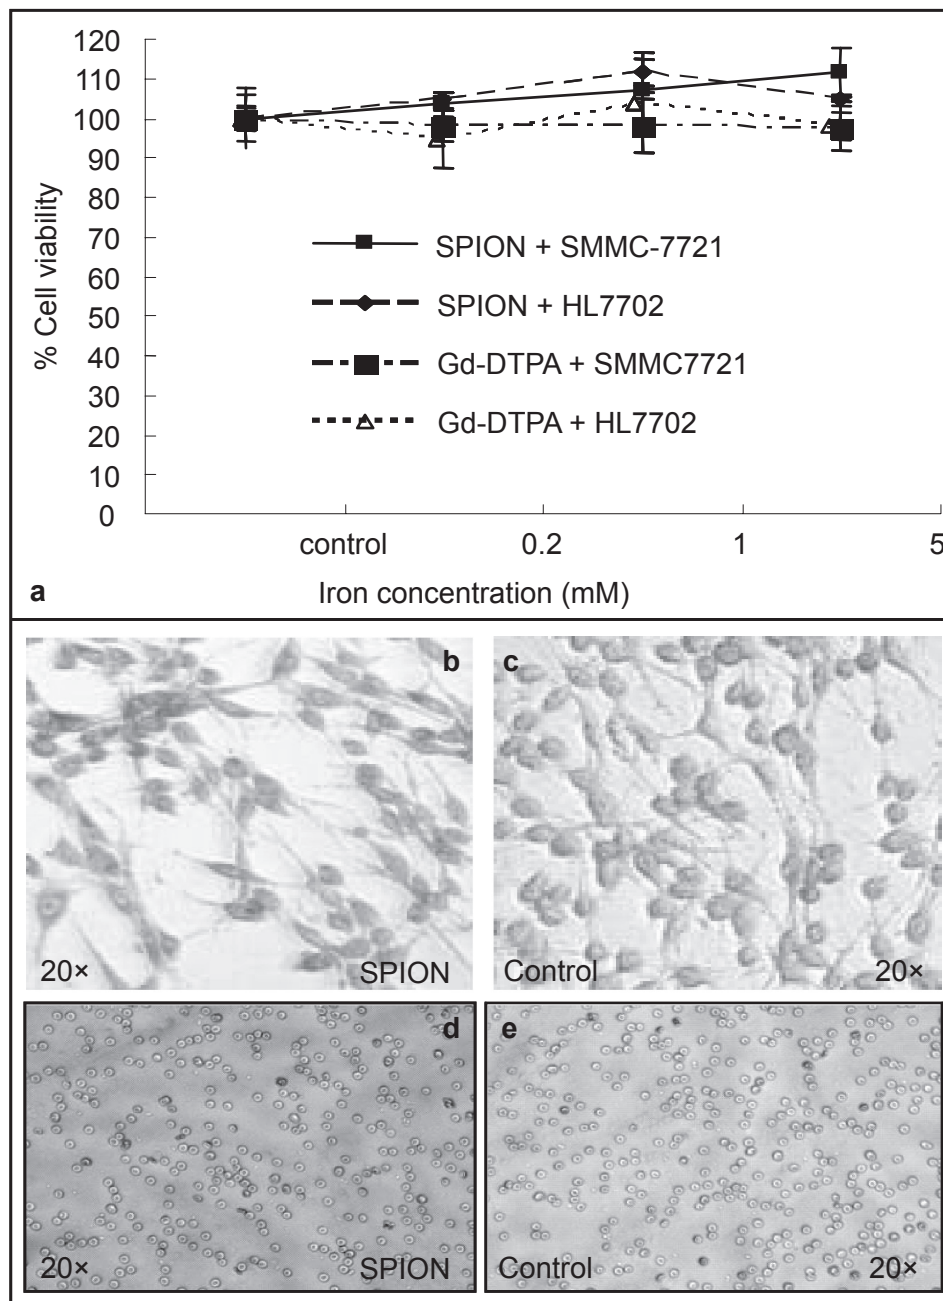 120
110
100
90
80
70
60
50
40
30
20
10
0
% Cell viability
SPION + SMMC-7721
SPION + HL7702
Gd-DTPA + SMMC7721
Gd-DTPA + HL7702
control 0.2 1 5
a Iron concentration (mM)
b c
20× SPION Control 20×
d e
20× SPION Control 20×